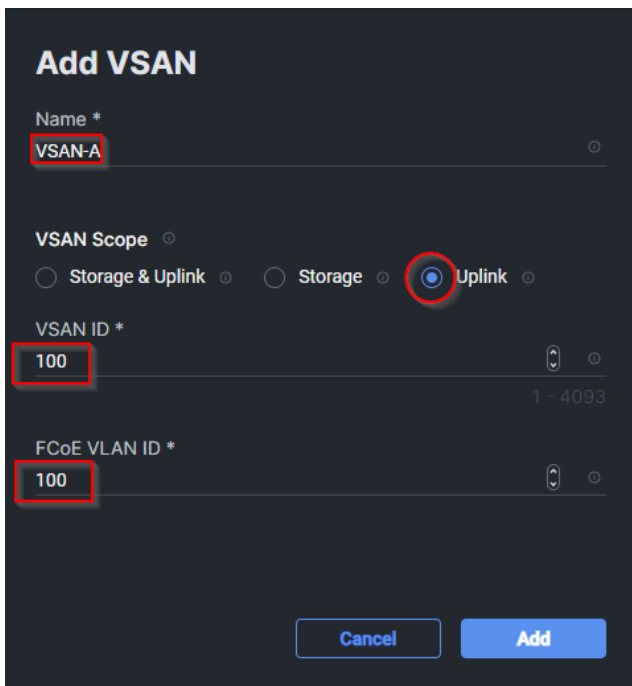 Add VSAN
Name *
VSAN-A
VSAN Scope
Storage & Uplink Storage Uplink
VSAN ID *
100
1 - 4093
FCoE VLAN ID *
100
Cancel Add